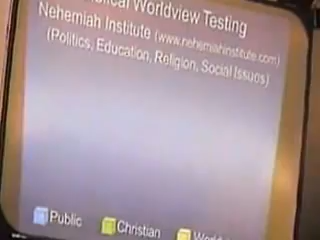 Worldview Testing
Nehemiah Institute (www.nehemiahinstitute.com)
(Politics, Education, Religion, Social Issues)
Public Christian